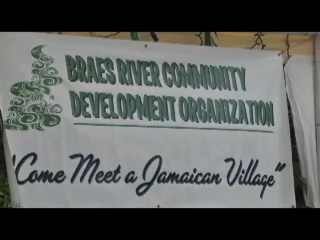 BRAES RIVER COMMUNITY
DEVELOPMENT ORGANIZATION
"Come Meet a Jamaican Village"